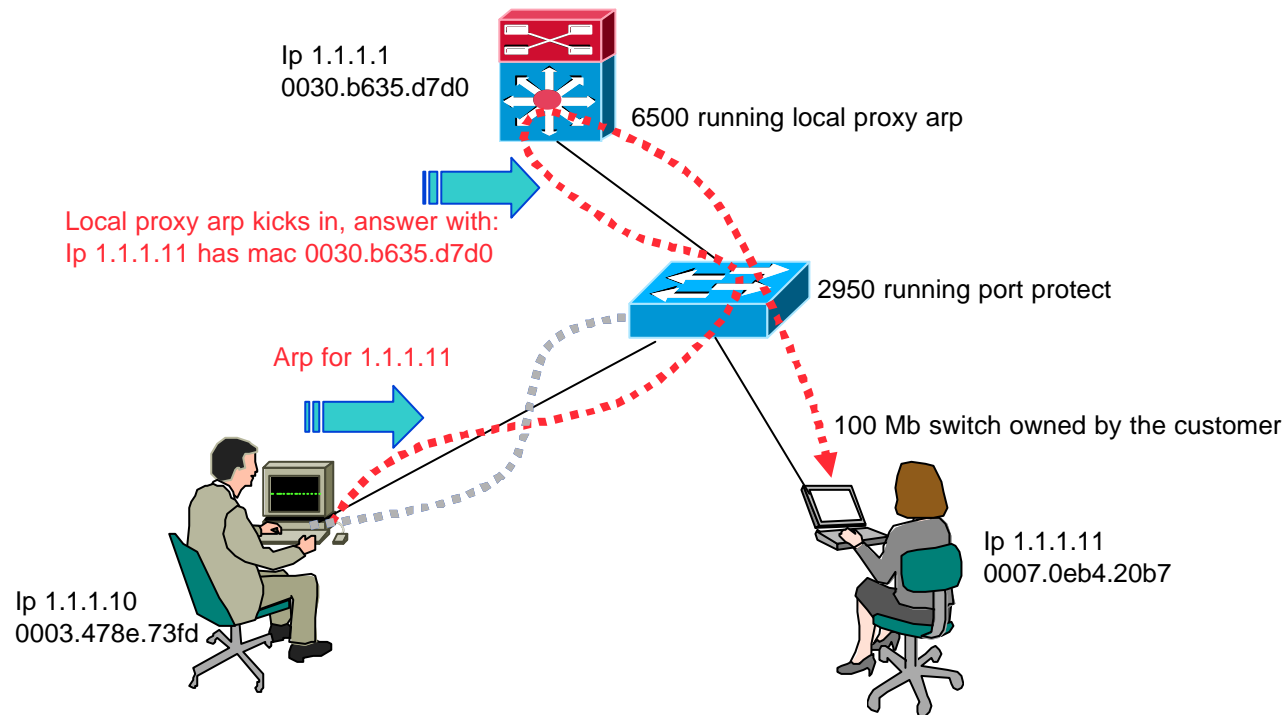 Ip 1.1.1.1
0030.b635.d7d0
6500 running local proxy arp
Local proxy arp kicks in, answer with:
Ip 1.1.1.11 has mac 0030.b635.d7d0
2950 running port protect
Arp for 1.1.1.11
100 Mb switch owned by the customer
Ip 1.1.1.11
0007.0eb4.20b7
Ip 1.1.1.10
0003.478e.73fd